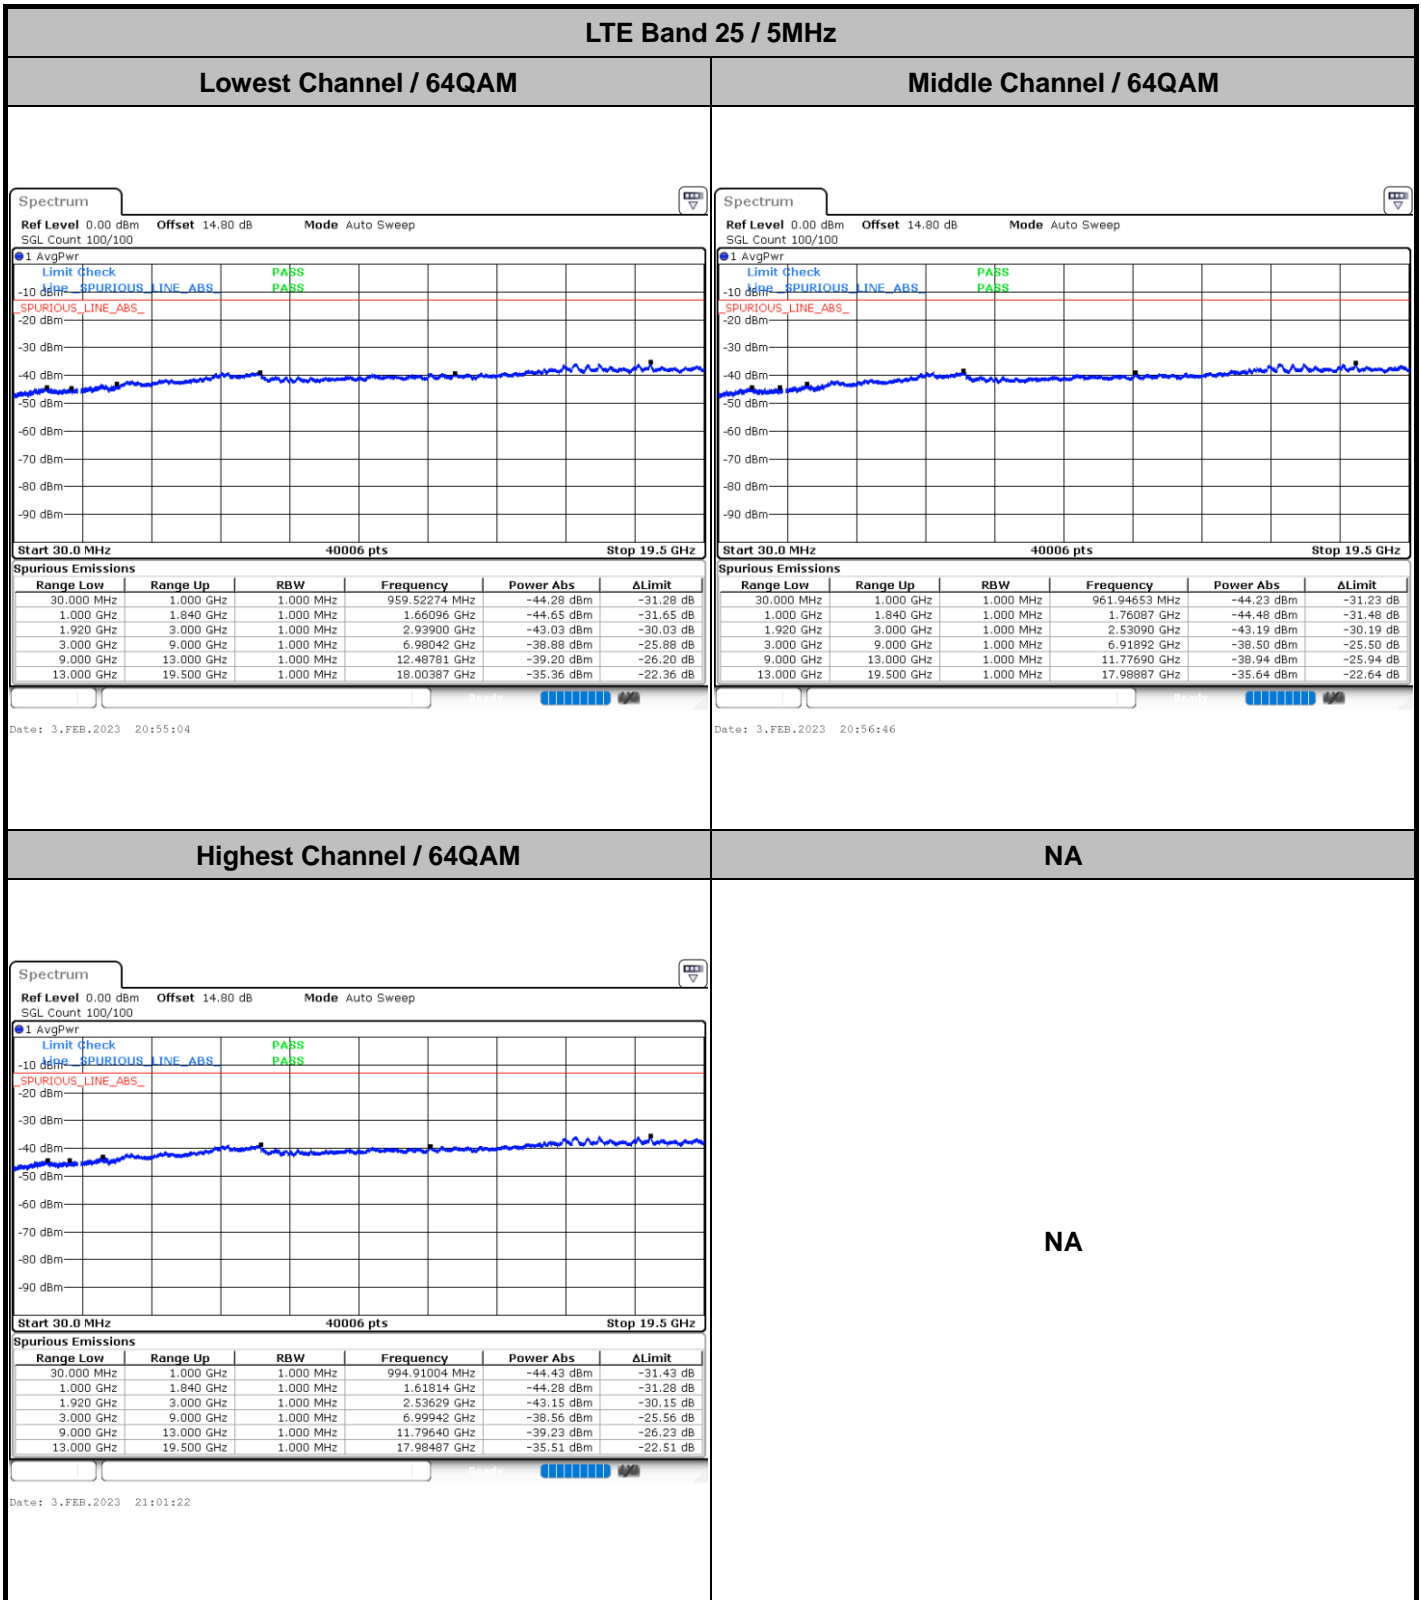 LTE Band 25 / 5MHz
Lowest Channel / 64QAM
Middle Channel / 64QAM
Spectrum
Ref Level 0.00 dBm Offset 14.80 dB Mode Auto Sweep
SGL Count 100/100
1 AvgPwr
Limit Check PASS
Line _SPURIOUS_LINE_ABS_ PASS
-10 dBm
_SPURIOUS_LINE_ABS_
-20 dBm
-30 dBm
-40 dBm
-50 dBm
-60 dBm
-70 dBm
-80 dBm
-90 dBm
Start 30.0 MHz 40006 pts Stop 19.5 GHz
Spurious Emissions
Range Low Range Up RBW Frequency Power Abs ΔLimit
30.000 MHz 1.000 GHz 1.000 MHz 959.52274 MHz -44.28 dBm -31.28 dB
1.000 GHz 1.840 GHz 1.000 MHz 1.66096 GHz -44.65 dBm -31.65 dB
1.920 GHz 3.000 GHz 1.000 MHz 2.93900 GHz -43.03 dBm -30.03 dB
3.000 GHz 9.000 GHz 1.000 MHz 6.98042 GHz -38.88 dBm -25.88 dB
9.000 GHz 13.000 GHz 1.000 MHz 12.48781 GHz -39.20 dBm -26.20 dB
13.000 GHz 19.500 GHz 1.000 MHz 18.00387 GHz -35.36 dBm -22.36 dB
Ready
Date: 3.FEB.2023 20:55:04
Spectrum
Ref Level 0.00 dBm Offset 14.80 dB Mode Auto Sweep
SGL Count 100/100
1 AvgPwr
Limit Check PASS
Line _SPURIOUS_LINE_ABS_ PASS
-10 dBm
_SPURIOUS_LINE_ABS_
-20 dBm
-30 dBm
-40 dBm
-50 dBm
-60 dBm
-70 dBm
-80 dBm
-90 dBm
Start 30.0 MHz 40006 pts Stop 19.5 GHz
Spurious Emissions
Range Low Range Up RBW Frequency Power Abs ΔLimit
30.000 MHz 1.000 GHz 1.000 MHz 961.94653 MHz -44.23 dBm -31.23 dB
1.000 GHz 1.840 GHz 1.000 MHz 1.76087 GHz -44.48 dBm -31.48 dB
1.920 GHz 3.000 GHz 1.000 MHz 2.53090 GHz -43.19 dBm -30.19 dB
3.000 GHz 9.000 GHz 1.000 MHz 6.91892 GHz -38.50 dBm -25.50 dB
9.000 GHz 13.000 GHz 1.000 MHz 11.77690 GHz -38.94 dBm -25.94 dB
13.000 GHz 19.500 GHz 1.000 MHz 17.98887 GHz -35.64 dBm -22.64 dB
Ready
Date: 3.FEB.2023 20:56:46
Highest Channel / 64QAM
NA
Spectrum
Ref Level 0.00 dBm Offset 14.80 dB Mode Auto Sweep
SGL Count 100/100
1 AvgPwr
Limit Check PASS
Line _SPURIOUS_LINE_ABS_ PASS
-10 dBm
_SPURIOUS_LINE_ABS_
-20 dBm
-30 dBm
-40 dBm
-50 dBm
-60 dBm
-70 dBm
-80 dBm
-90 dBm
Start 30.0 MHz 40006 pts Stop 19.5 GHz
Spurious Emissions
Range Low Range Up RBW Frequency Power Abs ΔLimit
30.000 MHz 1.000 GHz 1.000 MHz 994.91004 MHz -44.43 dBm -31.43 dB
1.000 GHz 1.840 GHz 1.000 MHz 1.61814 GHz -44.28 dBm -31.28 dB
1.920 GHz 3.000 GHz 1.000 MHz 2.53629 GHz -43.15 dBm -30.15 dB
3.000 GHz 9.000 GHz 1.000 MHz 6.99942 GHz -38.56 dBm -25.56 dB
9.000 GHz 13.000 GHz 1.000 MHz 11.79640 GHz -39.23 dBm -26.23 dB
13.000 GHz 19.500 GHz 1.000 MHz 17.98487 GHz -35.51 dBm -22.51 dB
Ready
Date: 3.FEB.2023 21:01:22
NA